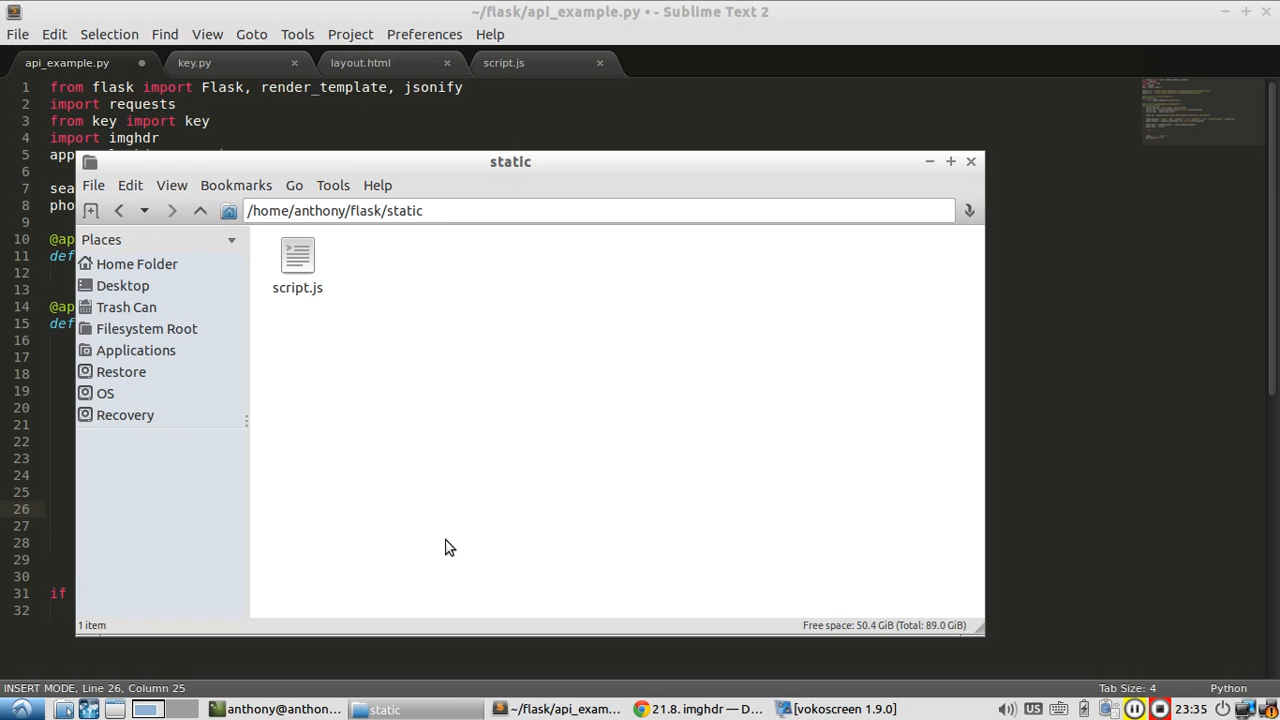 ~/flask/api_example.py • - Sublime Text 2
File Edit Selection Find View Goto Tools Project Preferences Help
api_example.py key.py layout.html script.js
1 from flask import Flask, render_template, jsonify
2 import requests
3 from key import key
4 import imghdr
5 app
6
7 sea
8 pho
9
10 @ap
11 def
12
13
14 @ap
15 def
16
17
18
19
20
21
22
23
24
25
26
27
28
29
30
31 if
32
static
File Edit View Bookmarks Go Tools Help
/home/anthony/flask/static
Places
Home Folder
Desktop
Trash Can
Filesystem Root
Applications
Restore
OS
Recovery
script.js
1 item Free space: 50.4 GiB (Total: 89.0 GiB)
INSERT MODE, Line 26, Column 25 Tab Size: 4 Python
anthony@anthon... static ~/flask/api_exam... 21.8. imghdr — D... [vokoscreen 1.9.0] US 23:35